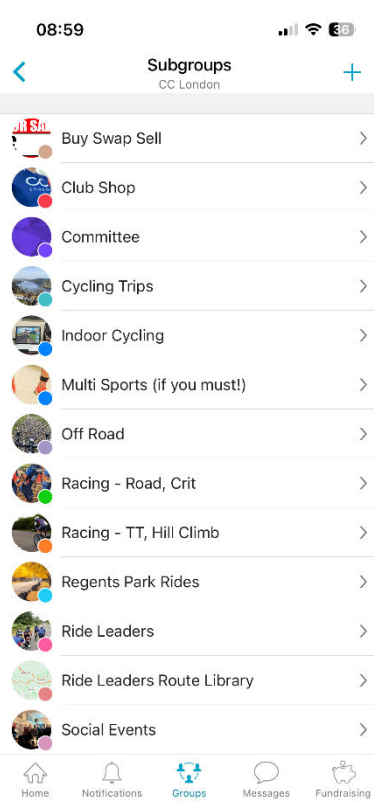 08:59
36
Subgroups
CC London
OR SA
Buy Swap Sell
Club Shop
Committee
Cycling Trips
Indoor Cycling
Multi Sports (if you must!)
Off Road
Racing - Road, Crit
Racing - TT, Hill Climb
Regents Park Rides
Ride Leaders
Ride Leaders Route Library
Social Events
Home
Notifications
Groups
Messages
Fundraising